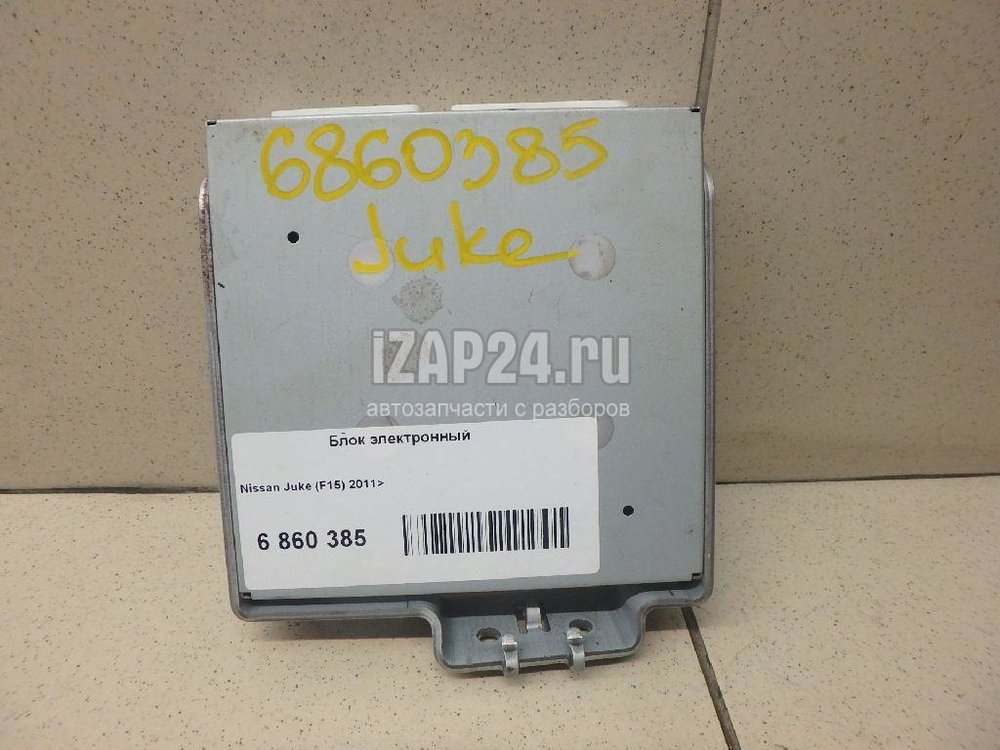 6860385
Juke
iZAP24.ru
автозапчасти с разборов
Блок электронный
Nissan Juke (F15) 2011>
6 860 385